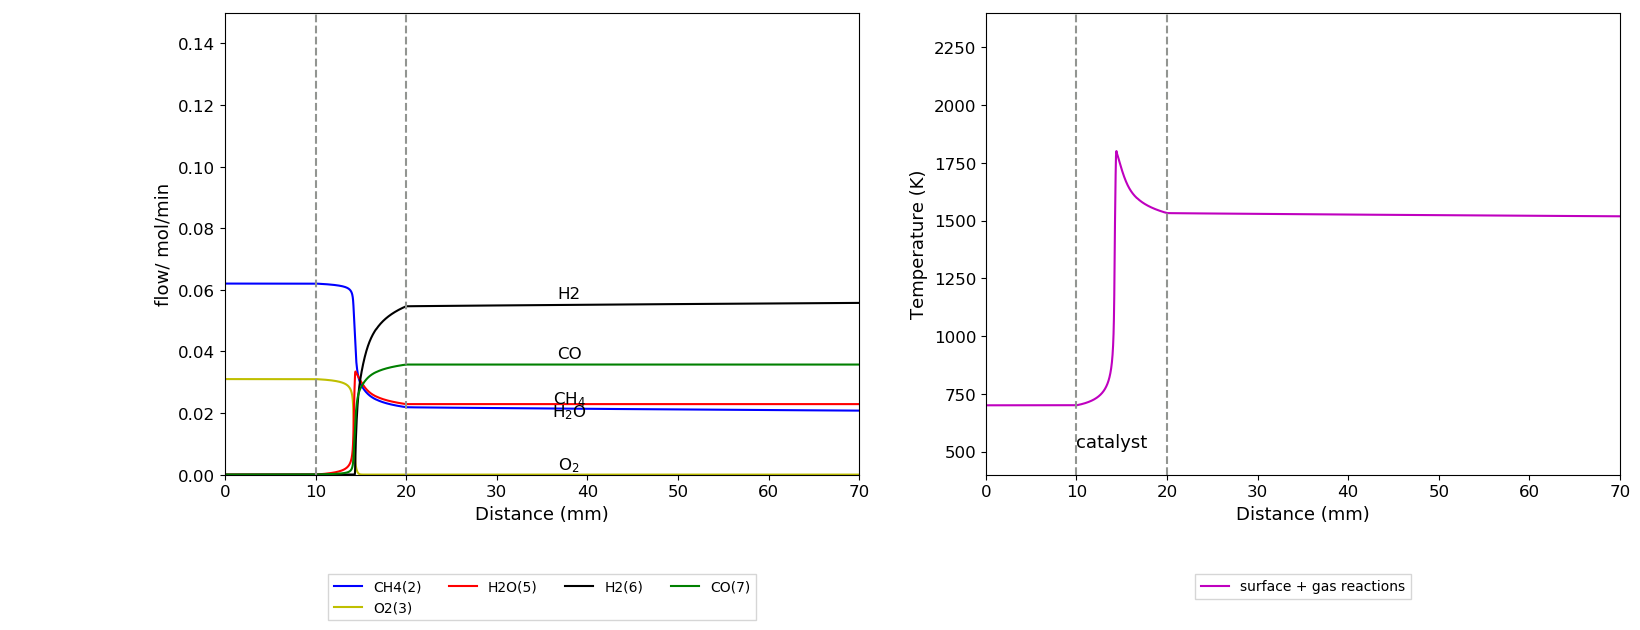 flow/ mol/min
0.14
0.12
0.10
0.08
0.06
0.04
0.02
0.00
H2
CO
CH₄
H₂O
O₂
0 10 20 30 40 50 60 70
Distance (mm)
CH4(2) H2O(5) H2(6) CO(7)
O2(3)
Temperature (K)
2250
2000
1750
1500
1250
1000
750
500
catalyst
0 10 20 30 40 50 60 70
Distance (mm)
surface + gas reactions